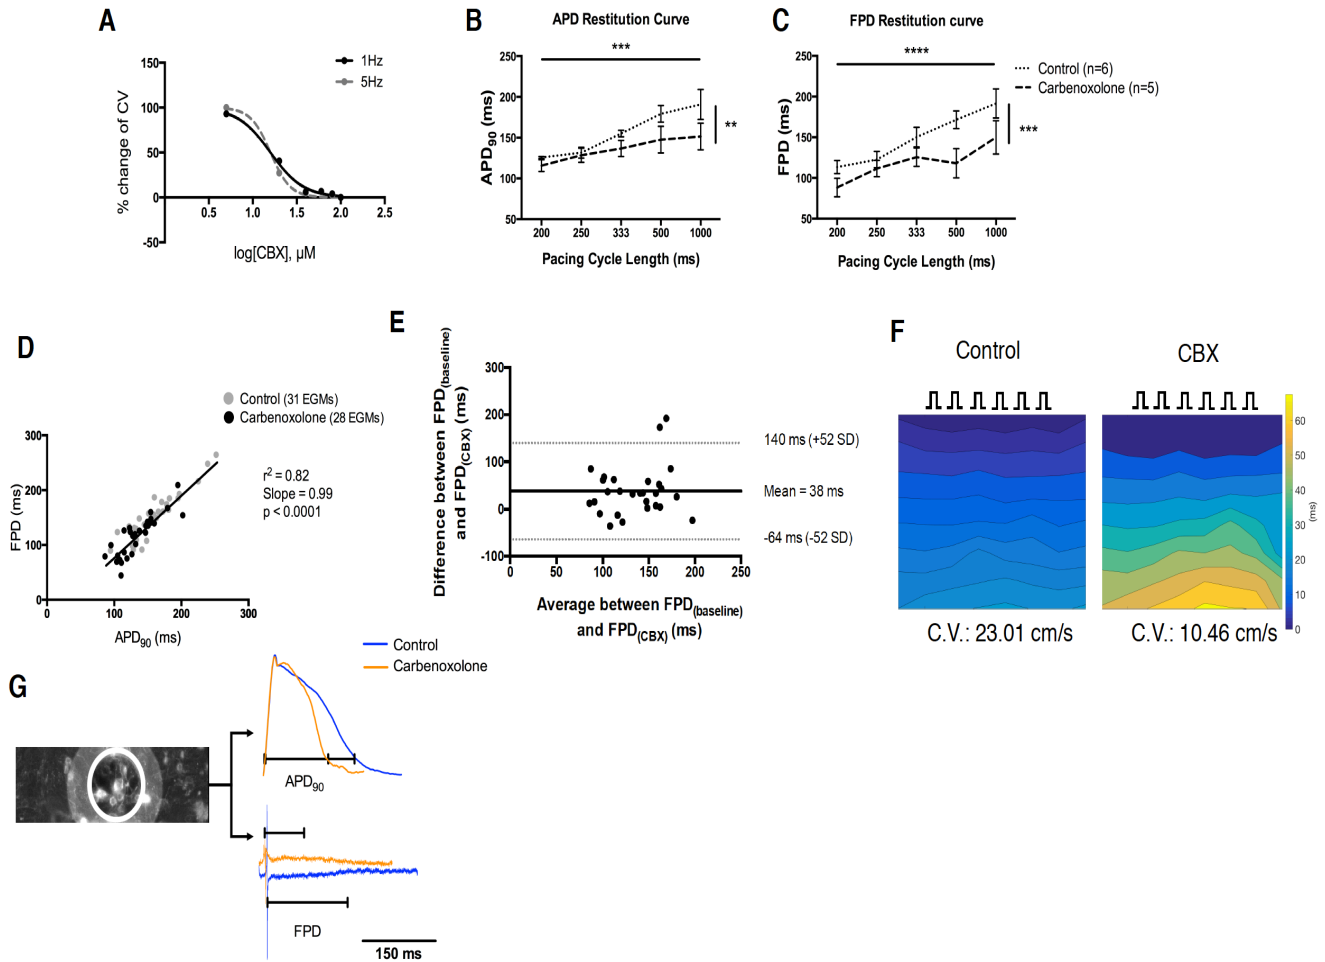 A
1Hz
5Hz
% change of CV
150
100
50
0
-50
0.5
1.0
1.5
2.0
2.5
log[CBX], µM
B
APD Restitution Curve
***
APD90 (ms)
250
200
150
100
50
**
200
250
333
500
1000
Pacing Cycle Length (ms)
C
FPD Restitution curve
****
FPD (ms)
250
200
150
100
50
***
200
250
333
500
1000
Pacing Cycle Length (ms)
Control (n=6)
Carbenoxolone (n=5)
D
Control (31 EGMs)
Carbenoxolone (28 EGMs)
FPD (ms)
300
200
100
0
0
100
200
300
APD90 (ms)
r² = 0.82
Slope = 0.99
p < 0.0001
E
Difference between FPD(baseline)
and FPD(CBX) (ms)
300
200
100
0
-100
0
50
100
150
200
250
Average between FPD(baseline)
and FPD(CBX) (ms)
140 ms (+52 SD)
Mean = 38 ms
-64 ms (-52 SD)
F
Control
CBX
C.V.: 23.01 cm/s
C.V.: 10.46 cm/s
60
50
40
30
20
10
0
(ms)
G
Control
Carbenoxolone
APD90
FPD
150 ms